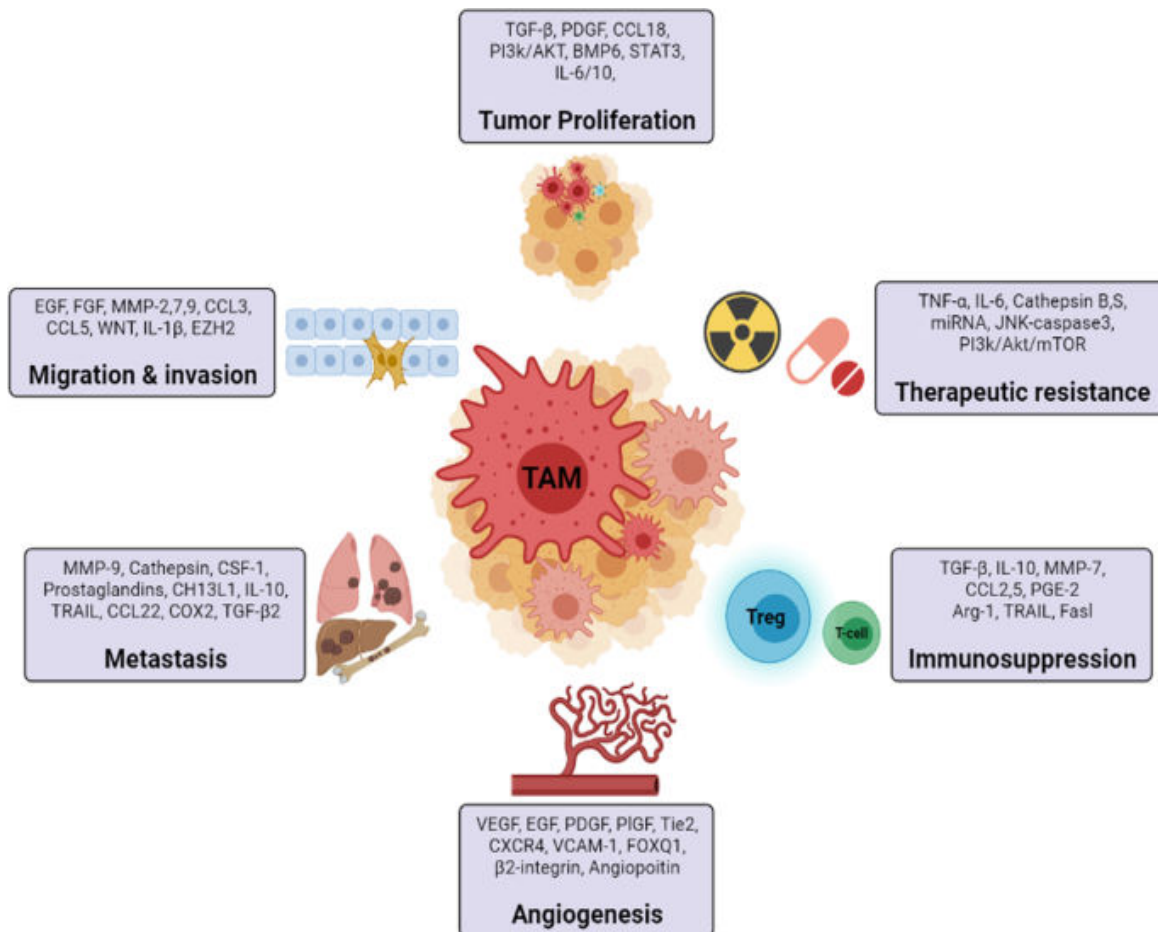 TGF-β, PDGF, CCL18,
PI3k/AKT, BMP6, STAT3,
IL-6/10,
Tumor Proliferation
EGF, FGF, MMP-2,7,9, CCL3,
CCL5, WNT, IL-1β, EZH2
Migration & invasion
TNF-α, IL-6, Cathepsin B,S,
miRNA, JNK-caspase3,
PI3k/Akt/mTOR
Therapeutic resistance
TAM
MMP-9, Cathepsin, CSF-1,
Prostaglandins, CH13L1, IL-10,
TRAIL, CCL22, COX2, TGF-β2
Metastasis
Treg
T-cell
TGF-β, IL-10, MMP-7,
CCL2,5, PGE-2
Arg-1, TRAIL, Fasl
Immunosuppression
VEGF, EGF, PDGF, PlGF, Tie2,
CXCR4, VCAM-1, FOXQ1,
β2-integrin, Angiopoitin
Angiogenesis